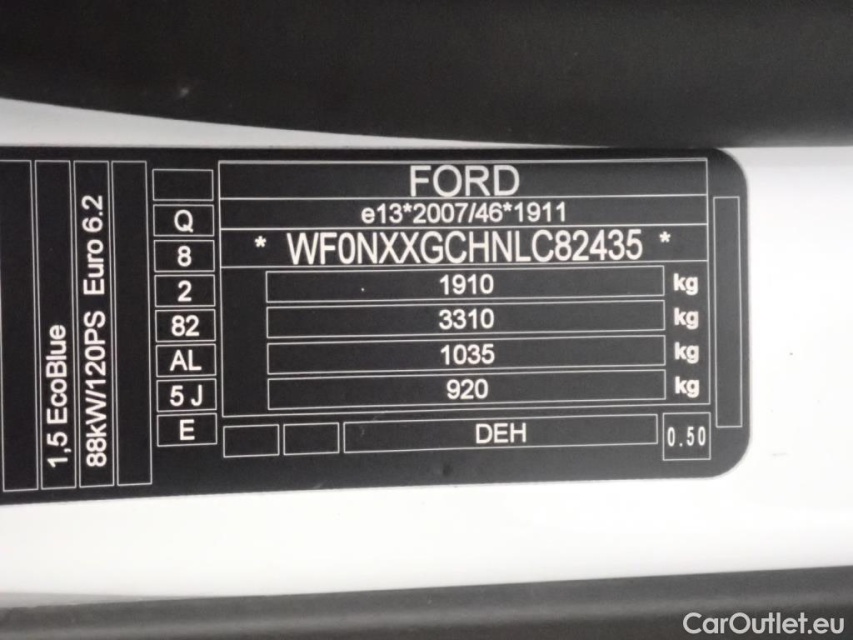 FORD
e13*2007/46*1911
* WF0NXXGCHNLC82435 *
1910 kg
3310 kg
1035 kg
920 kg
DEH 0.50
Q
8
2
82
AL
5 J
E
1,5 EcoBlue
88kW/120PS Euro 6.2
CarOutlet.eu